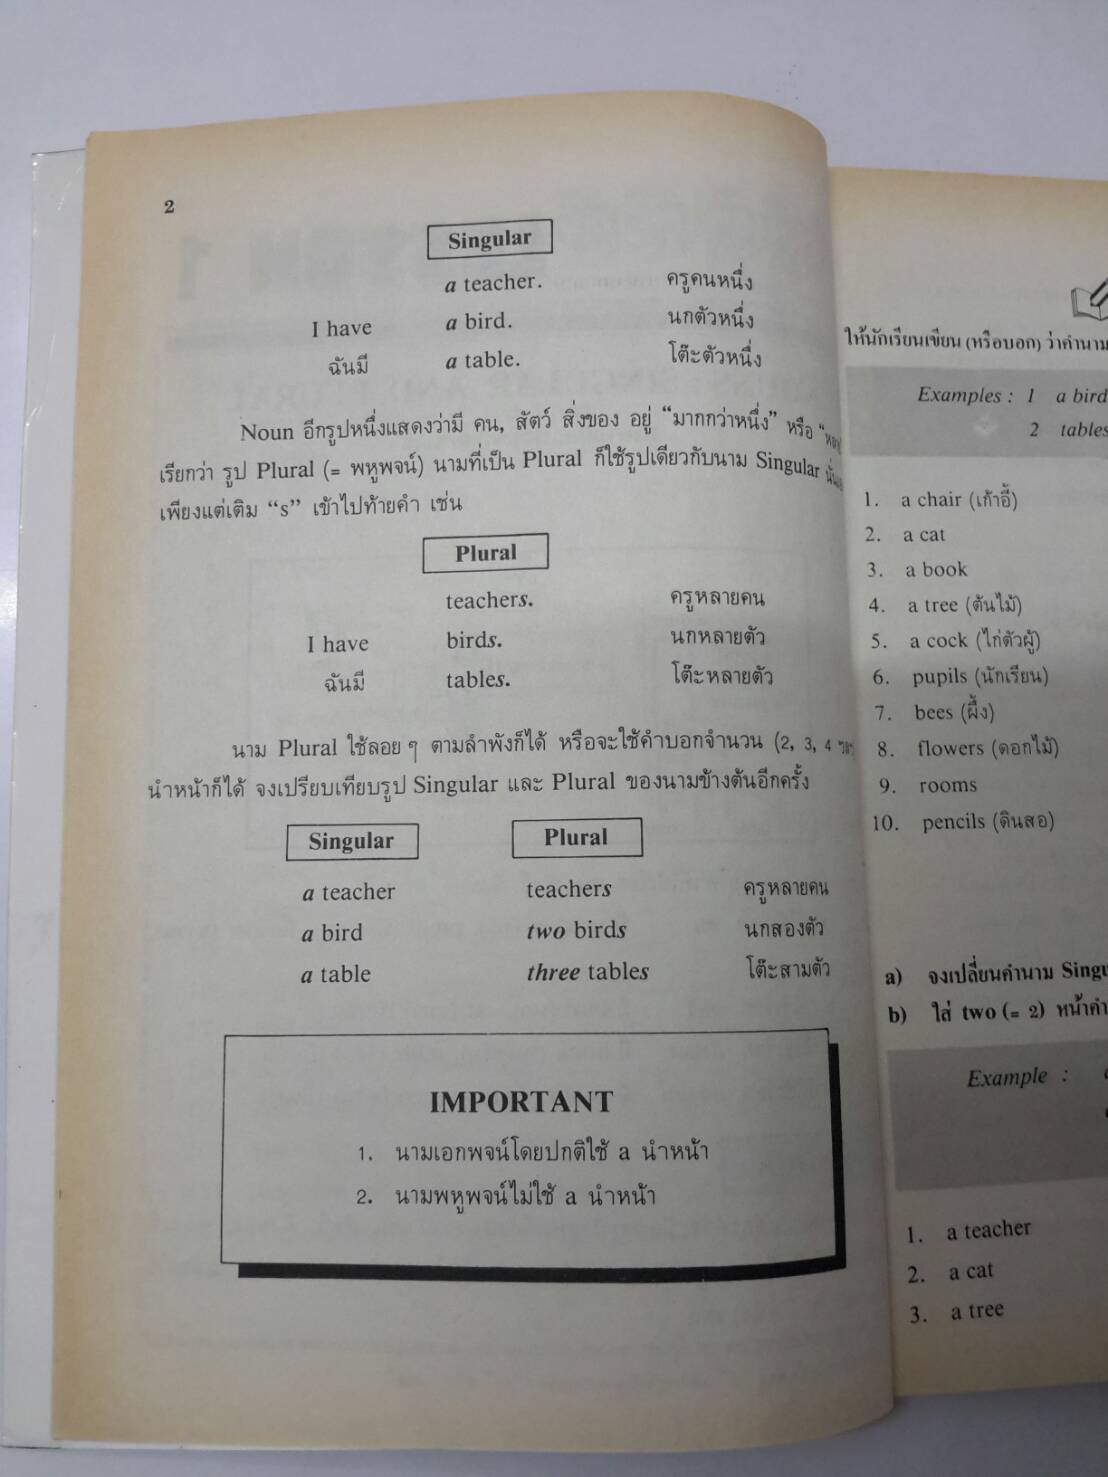 2
Singular
a teacher. ครูคนหนึ่ง
I have a bird. นกตัวหนึ่ง
ฉันมี a table. โต๊ะตัวหนึ่ง
Noun อีกรูปหนึ่งแสดงว่ามี คน, สัตว์ สิ่งของ อยู่ “มากกว่าหนึ่ง” หรือ
เรียกว่า รูป Plural (= พหูพจน์) นามที่เป็น Plural ก็ใช้รูปเดียวกับนาม Singular
เพียงแต่เติม “s” เข้าไปท้ายคำ เช่น
Plural
teachers. ครูหลายคน
I have birds. นกหลายตัว
ฉันมี tables. โต๊ะหลายตัว
นาม Plural ใช้ลอย ๆ ตามลำพังก็ได้ หรือจะใช้คำบอกจำนวน (2, 3, 4
นำหน้าก็ได้ จงเปรียบเทียบรูป Singular และ Plural ของนามข้างต้นอีกครั้ง
Singular Plural
a teacher teachers ครูหลายคน
a bird two birds นกสองตัว
a table three tables โต๊ะสามตัว
IMPORTANT
1. นามเอกพจน์โดยปกติใช้ a นำหน้า
2. นามพหูพจน์ไม่ใช้ a นำหน้า
ให้นักเรียนเขียน (หรือบอก) ว่าคำนาม
Examples : 1 a bird
2 tables
1. a chair (เก้าอี้)
2. a cat
3. a book
4. a tree (ต้นไม้)
5. a cock (ไก่ตัวผู้)
6. pupils (นักเรียน)
7. bees (ผึ้ง)
8. flowers (ดอกไม้)
9. rooms
10. pencils (ดินสอ)
a) จงเปลี่ยนคำนาม
b) ใส่ two (= 2) หน้าคำ
Example :
1. a teacher
2. a cat
3. a tree